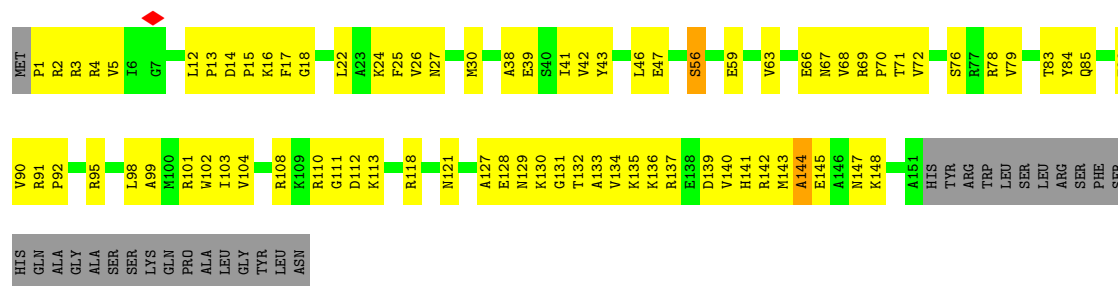 MET P1 R2 R3 R4 V5 I6 G7 L12 P13 D14 P15 K16 F17 G18 L22 A23 K24 F25 V26 N27 M30 A38 E39 S40 I41 V42 Y43 L46 E47 S56 E59 V63 E66 N67 V68 R69 P70 T71 V72 S76 R77 R78 V79 T83 Y84 Q85
V90 R91 P92 R95 L98 A99 M100 R101 W102 I103 V104 R108 K109 R110 G111 D112 K113 R118 N121 A127 E128 N129 K130 G131 T132 A133 V134 K135 K136 R137 E138 D139 V140 H141 R142 M143 A144 E145 A146 N147 K148 A151 HIS TYR ARG TRP LEU SER LEU ARG SER PHE SER
HIS GLN ALA GLY ALA SER SER LYS GLN PRO ALA LEU GLY TYR LEU ASN